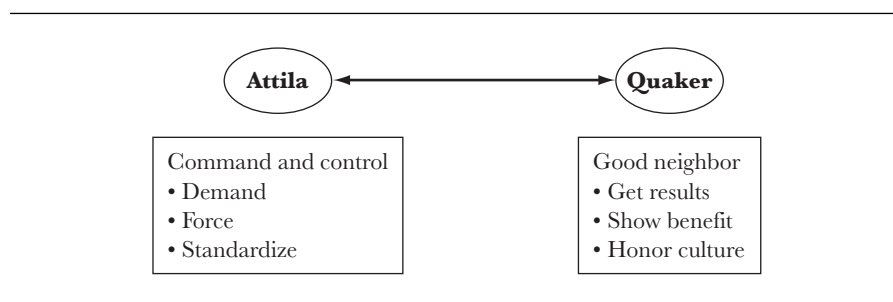 Attila
Quaker
Command and control
• Demand
• Force
• Standardize
Good neighbor
• Get results
• Show benefit
• Honor culture